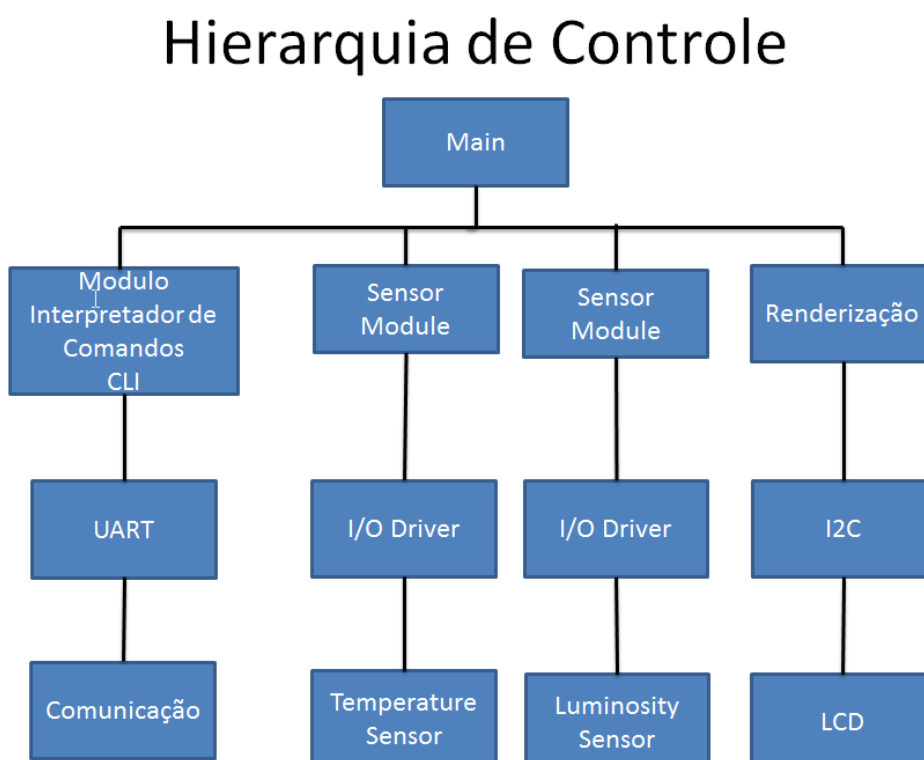 Hierarquia de Controle
Main
Modulo
Interpretador de
Comandos
CLI
Sensor
Module
Sensor
Module
Renderização
UART
I/O Driver
I/O Driver
I2C
Comunicação
Temperature
Sensor
Luminosity
Sensor
LCD